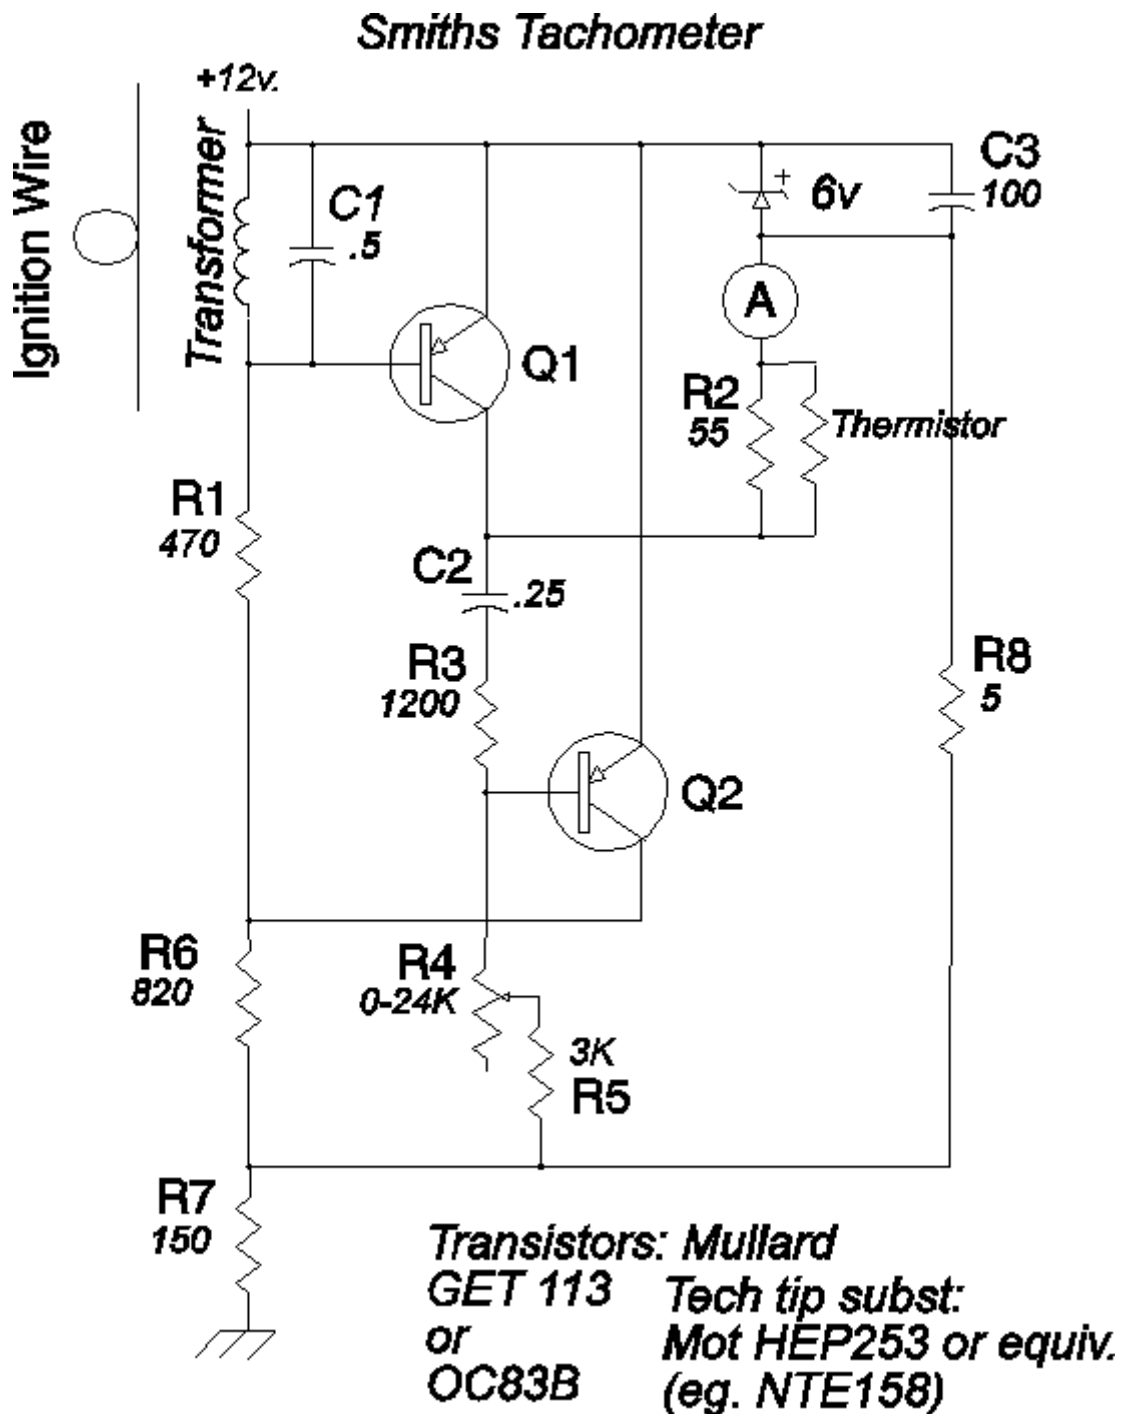 Smiths Tachometer
+12v.
Ignition Wire
Transformer
C1
.5
6v
+
C3
100
A
Q1
R2
55
Thermistor
R1
470
C2
.25
R3
1200
R8
5
Q2
R6
820
R4
0-24K
3K
R5
R7
150
Transistors: Mullard
GET 113
or
OC83B
Tech tip subst:
Mot HEP253 or equiv.
(eg. NTE158)